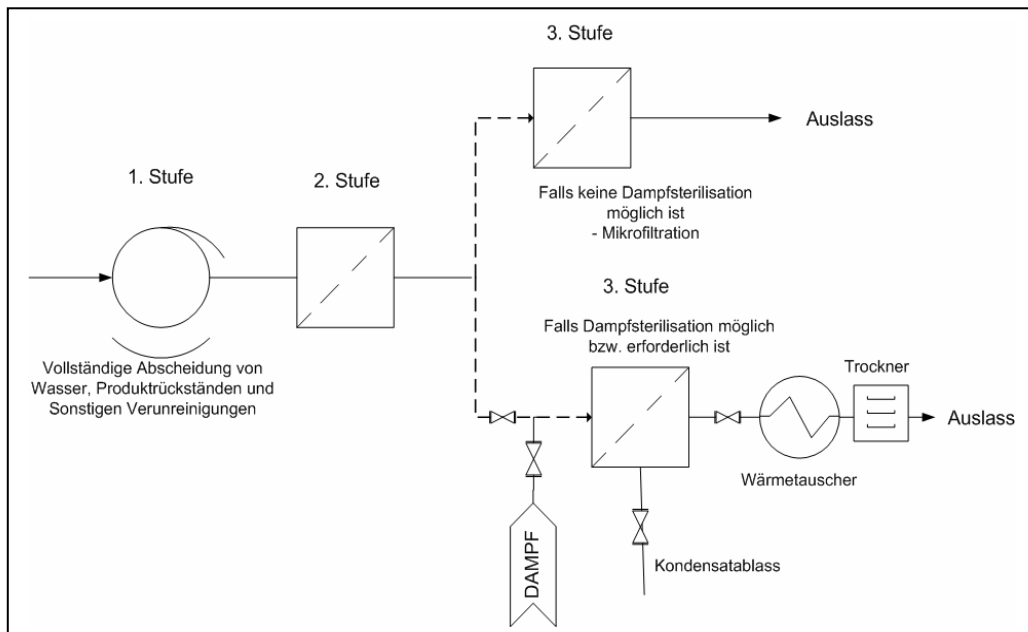 3. Stufe
Auslass
1. Stufe
2. Stufe
Falls keine Dampfsterilisation
möglich ist
- Mikrofiltration
3. Stufe
Falls Dampfsterilisation möglich
bzw. erforderlich ist
Vollständige Abscheidung von
Wasser, Produktrückständen und
Sonstigen Verunreinigungen
Trockner
Auslass
Wärmetauscher
DAMPF
Kondensatablass